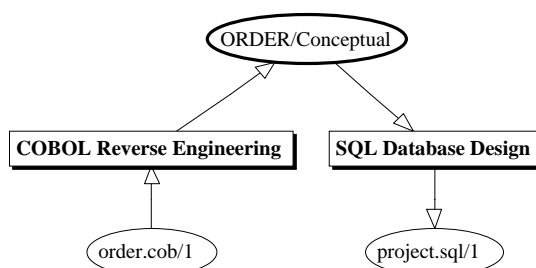 ORDER/Conceptual
COBOL Reverse Engineering
SQL Database Design
order.cob/1
project.sql/1